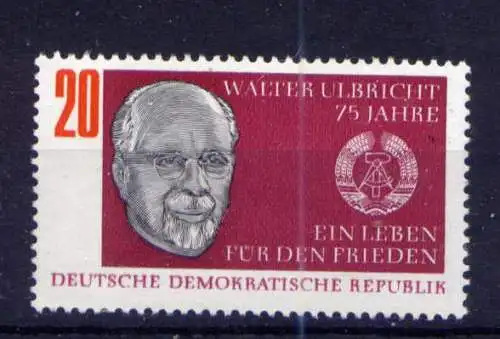 20
WALTER ULBRICHT
75 JAHRE
EIN LEBEN
FÜR DEN FRIEDEN
DEUTSCHE DEMOKRATISCHE REPUBLIK